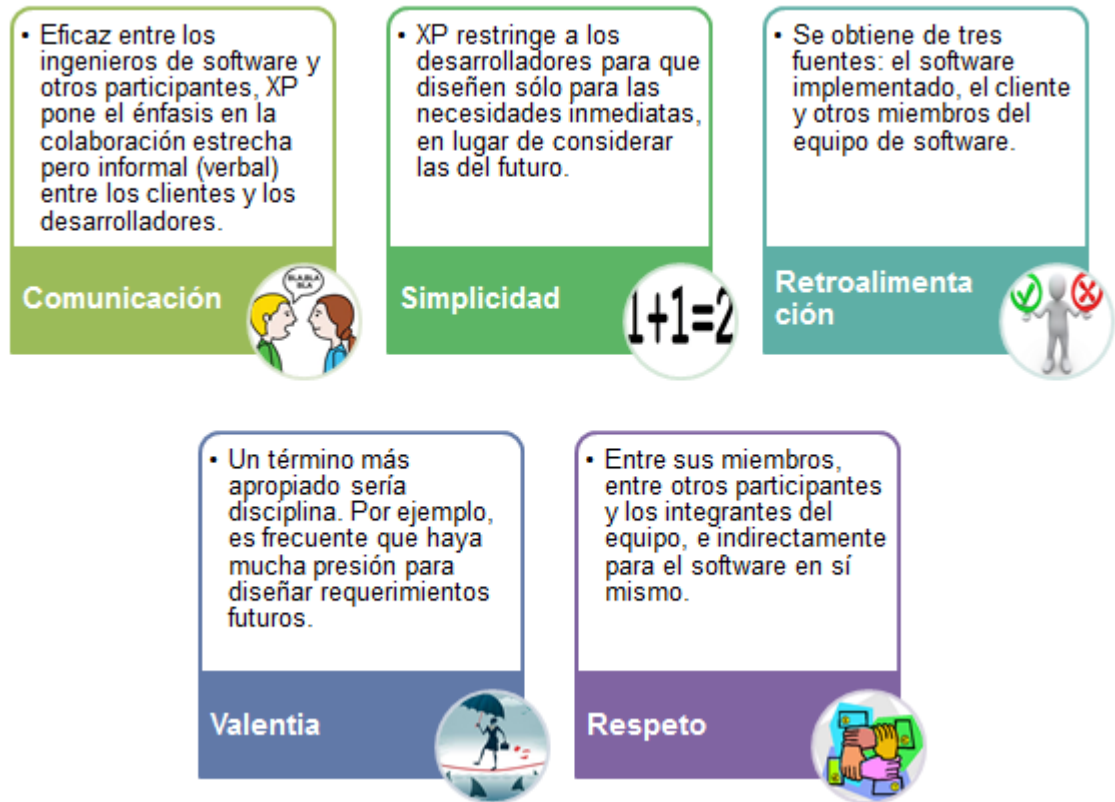 • Eficaz entre los
ingenieros de software y
otros participantes, XP
pone el énfasis en la
colaboración estrecha
pero informal (verbal)
entre los clientes y los
desarrolladores.
Comunicación
BLA BLA
BLA
• XP restringe a los
desarrolladores para que
diseñen sólo para las
necesidades inmediatas,
en lugar de considerar
las del futuro.
Simplicidad
1+1=2
• Se obtiene de tres
fuentes: el software
implementado, el cliente
y otros miembros del
equipo de software.
Retroalimenta
ción
• Un término más
apropiado sería
disciplina. Por ejemplo,
es frecuente que haya
mucha presión para
diseñar requerimientos
futuros.
Valentia
• Entre sus miembros,
entre otros participantes
y los integrantes del
equipo, e indirectamente
para el software en sí
mismo.
Respeto